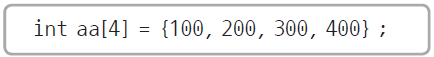 int aa[4] = {100, 200, 300, 400} ;